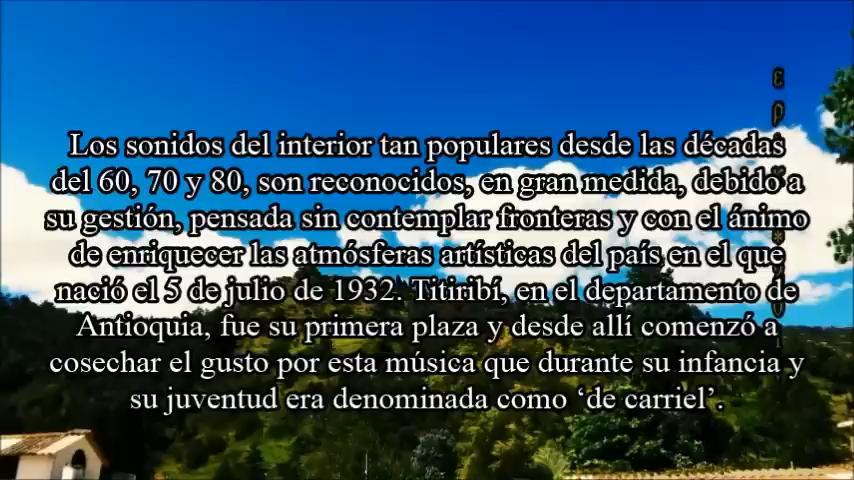 Los sonidos del interior tan populares desde las décadas
del 60, 70 y 80, son reconocidos, en gran medida, debido a
su gestión, pensada sin contemplar fronteras y con el ánimo
de enriquecer las atmósferas artísticas del país en el que
nació el 5 de julio de 1932. Titiribí, en el departamento de
Antioquia, fue su primera plaza y desde allí comenzó a
cosechar el gusto por esta música que durante su infancia y
su juventud era denominada como ‘de carriel’.